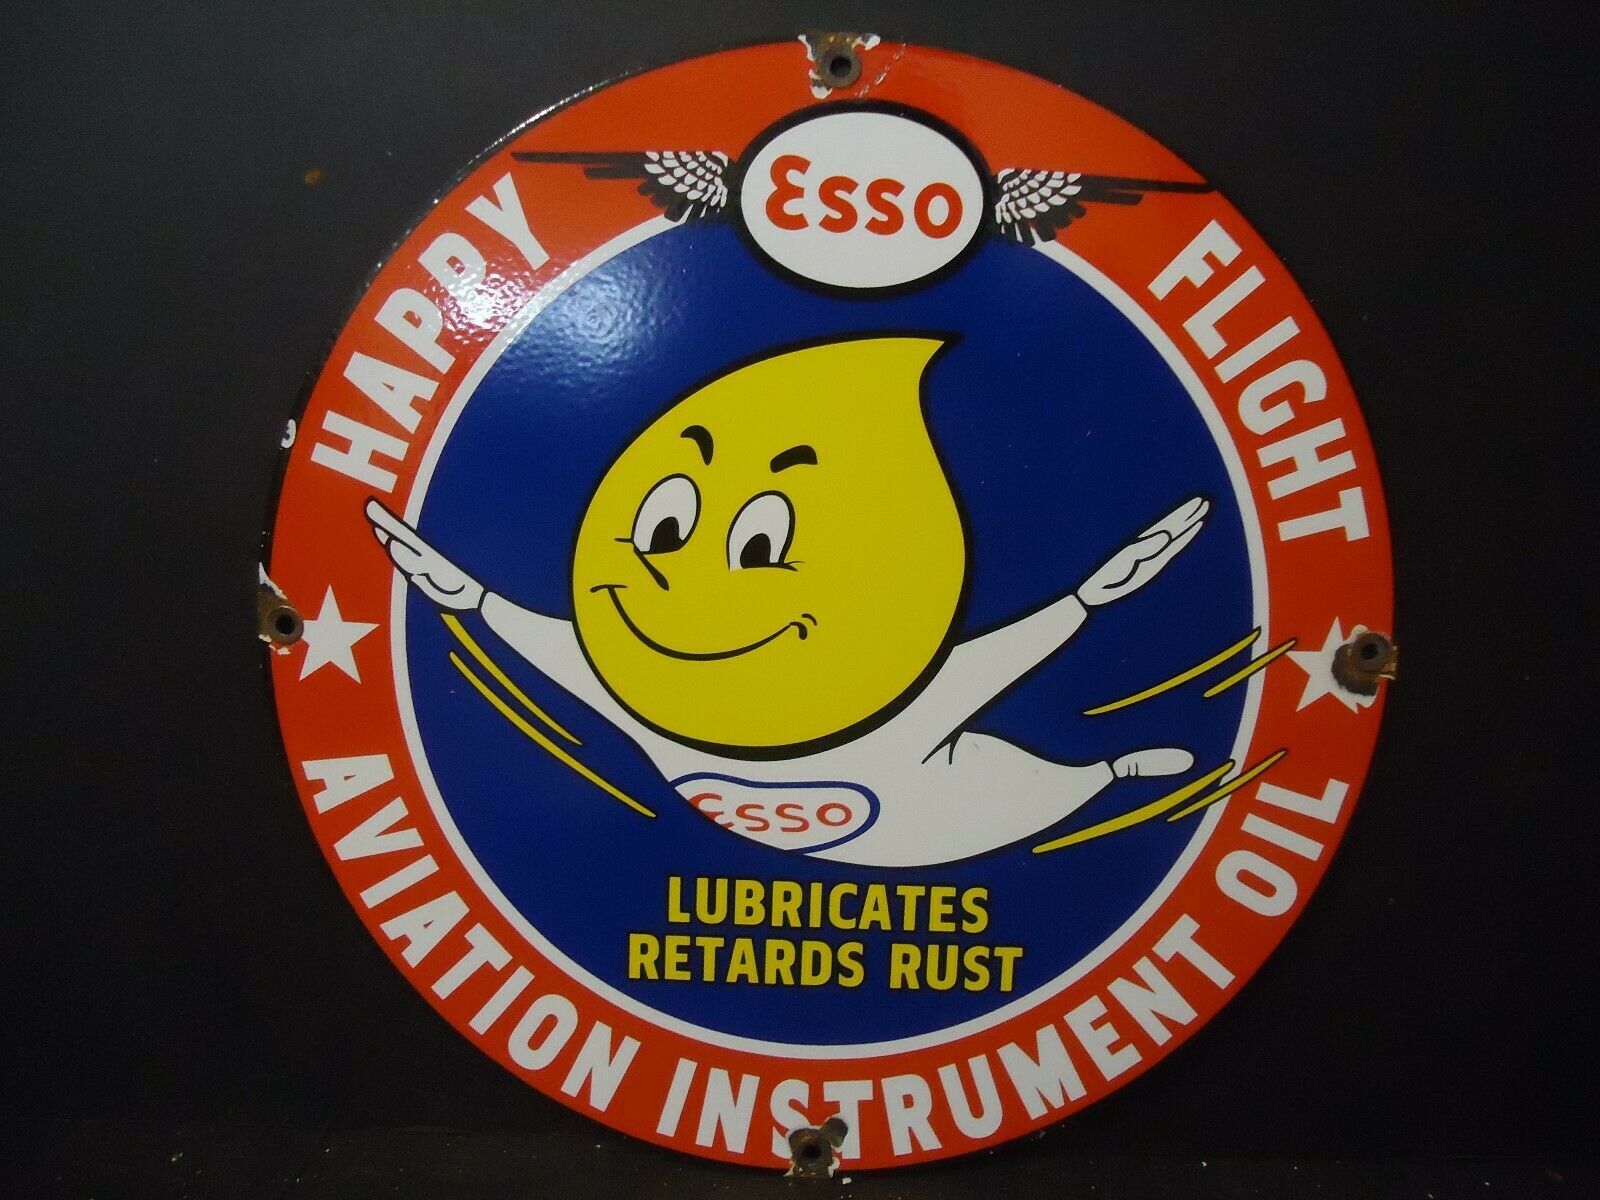 Esso
HAPPY FLIGHT
ESSO
LUBRICATES
RETARDS RUST
AVIATION INSTRUMENT OIL